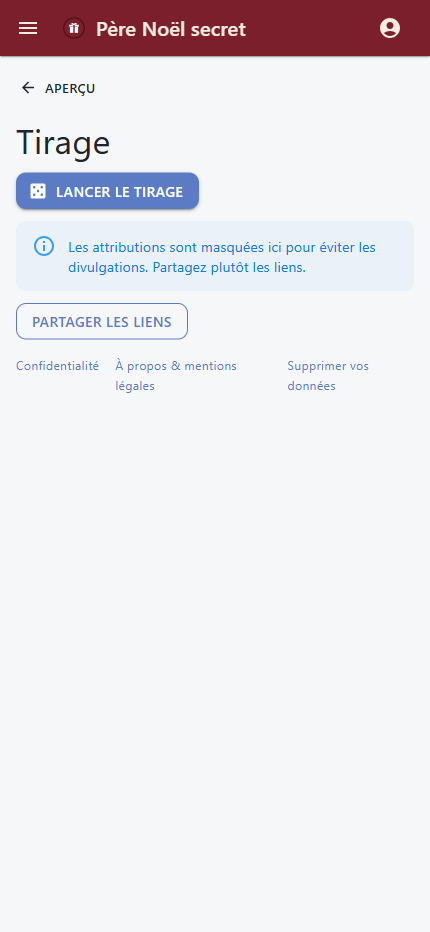 Père Noël secret
APERÇU
Tirage
LANCER LE TIRAGE
Les attributions sont masquées ici pour éviter les
divulgations. Partagez plutôt les liens.
PARTAGER LES LIENS
Confidentialité
À propos & mentions
légales
Supprimer vos
données